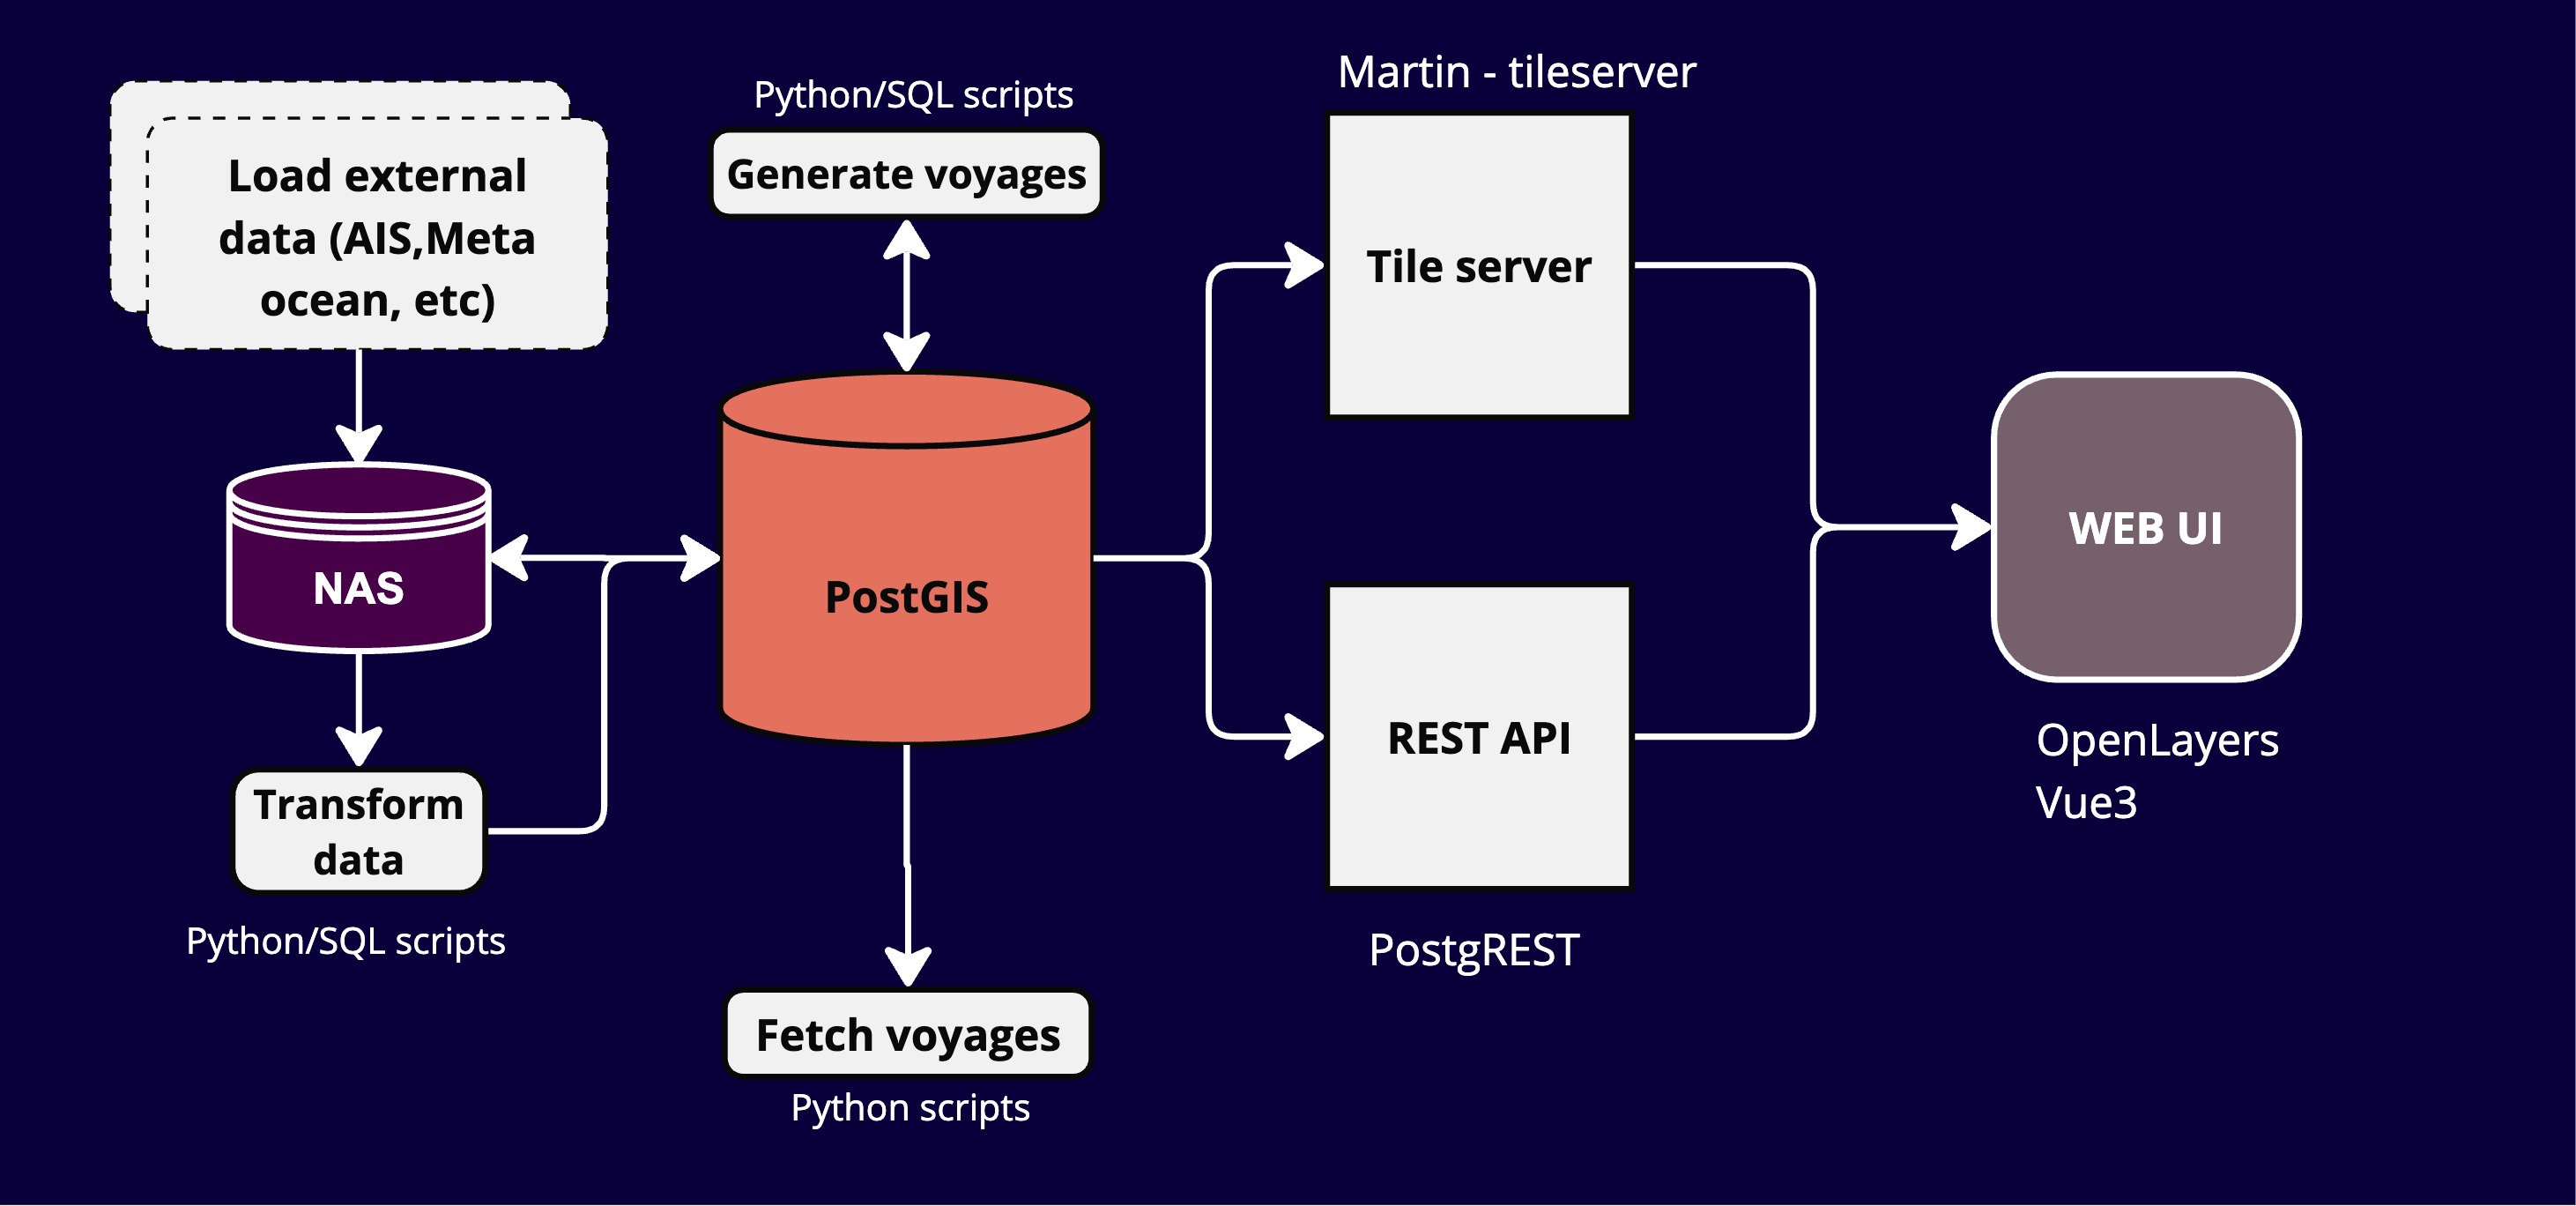 Load external
data (AIS,Meta
ocean, etc)
NAS
Transform
data
Python/SQL scripts
Python/SQL scripts
Generate voyages
PostGIS
Fetch voyages
Python scripts
Martin - tileserver
Tile server
REST API
PostgREST
WEB UI
OpenLayers
Vue3